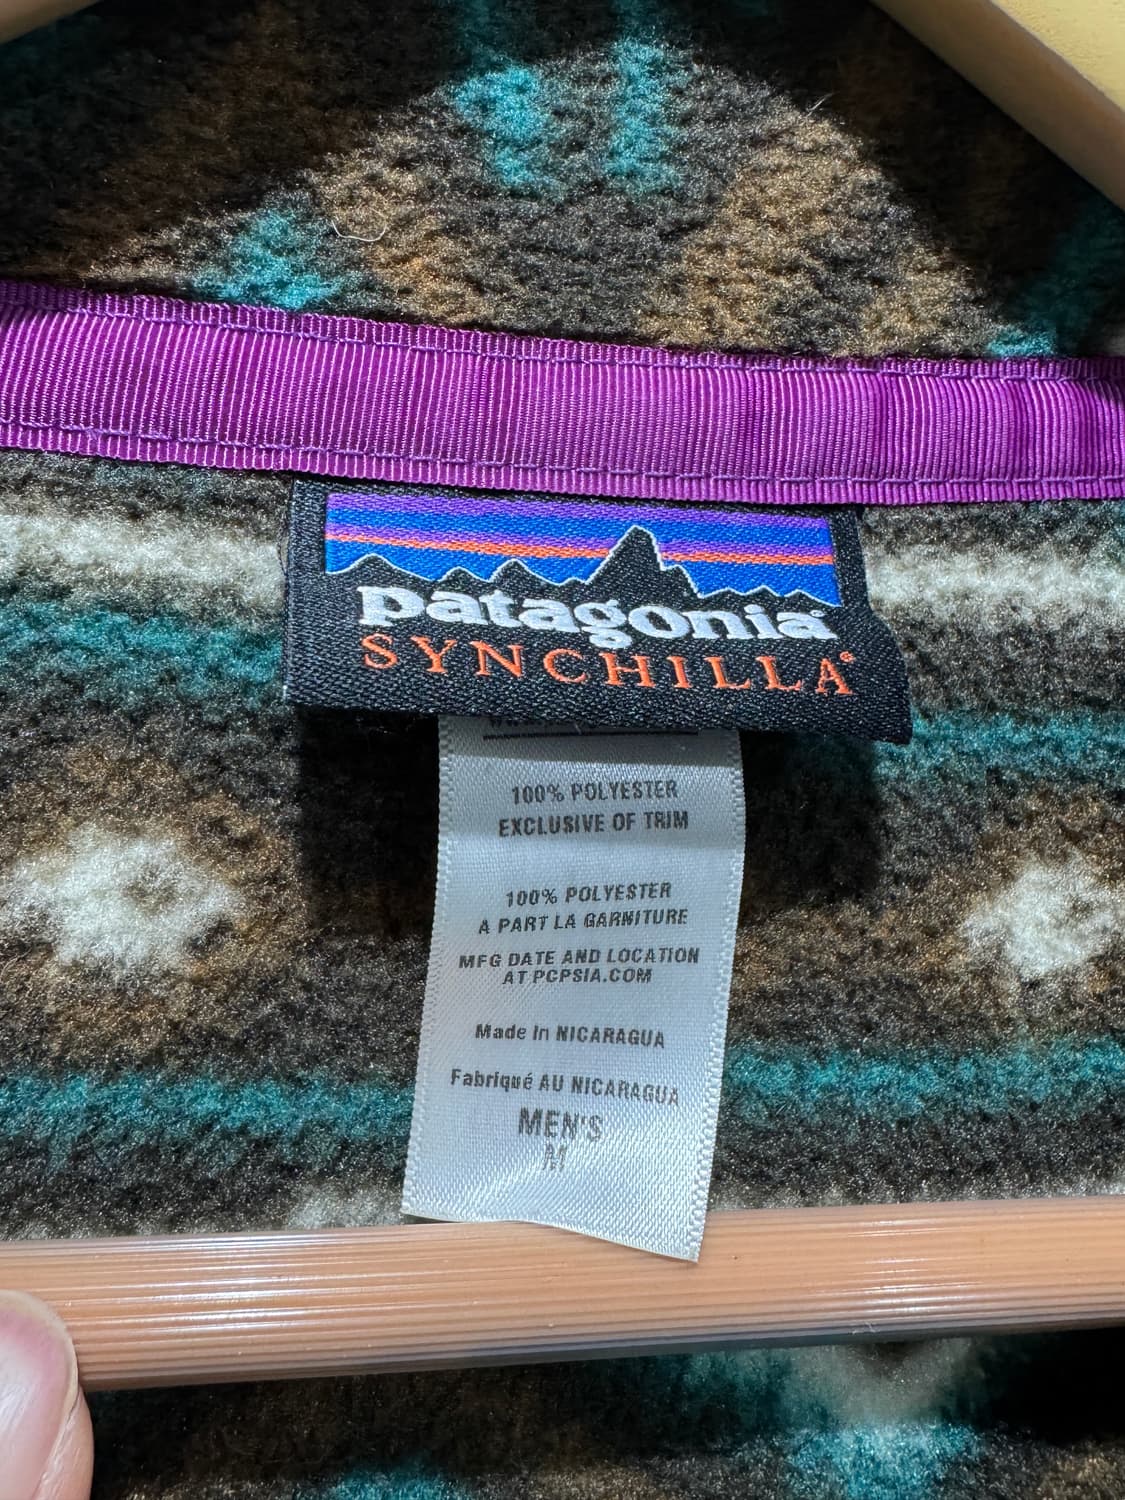 patagonia®
SYNCHILLA®
100% POLYESTER
EXCLUSIVE OF TRIM
100% POLYESTER
A PART LA GARNITURE
MFG DATE AND LOCATION
AT PCPSIA.COM
Made in NICARAGUA
Fabriqué AU NICARAGUA
MEN'S
M